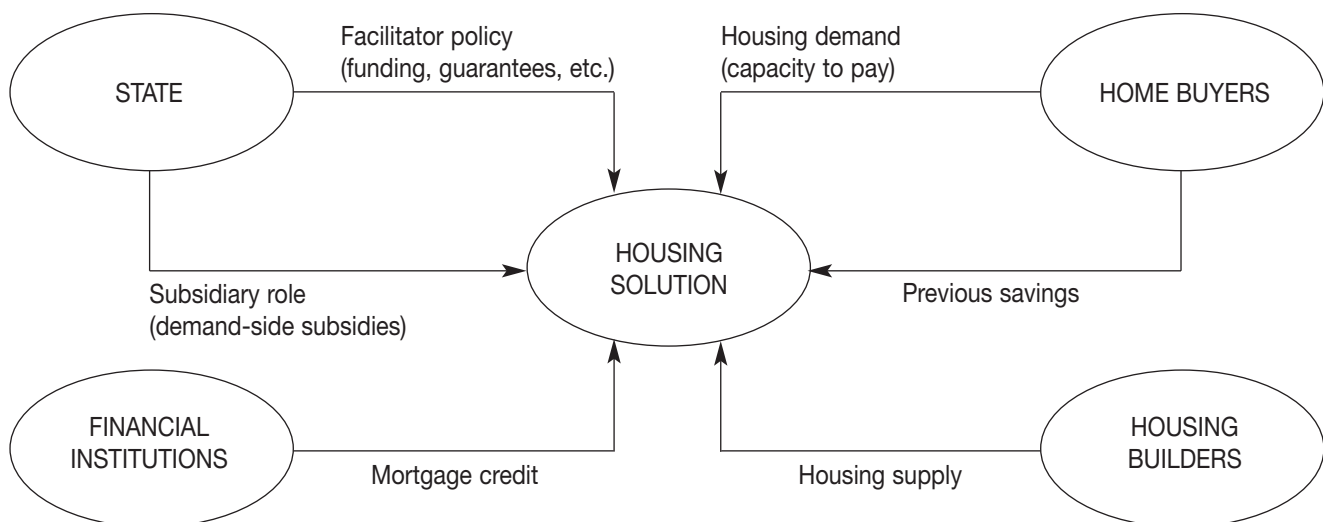 Facilitator policy
(funding, guarantees, etc.)
Housing demand
(capacity to pay)
STATE
HOME BUYERS
HOUSING
SOLUTION
Subsidiary role
(demand-side subsidies)
Previous savings
FINANCIAL
INSTITUTIONS
Mortgage credit
Housing supply
HOUSING
BUILDERS